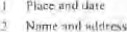 1 Place and date
2 Name and address